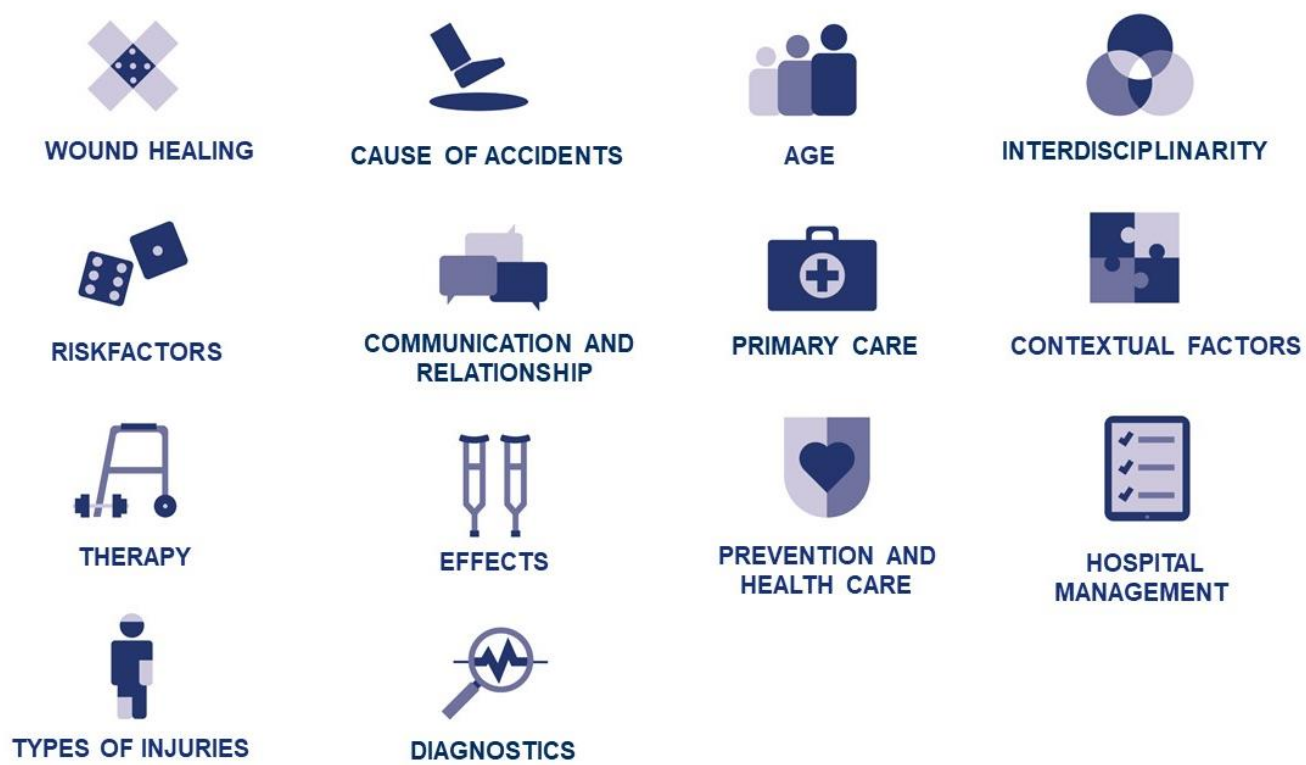 WOUND HEALING
CAUSE OF ACCIDENTS
AGE
INTERDISCIPLINARITY
RISKFACTORS
COMMUNICATION AND
RELATIONSHIP
PRIMARY CARE
CONTEXTUAL FACTORS
THERAPY
EFFECTS
PREVENTION AND
HEALTH CARE
HOSPITAL
MANAGEMENT
TYPES OF INJURIES
DIAGNOSTICS